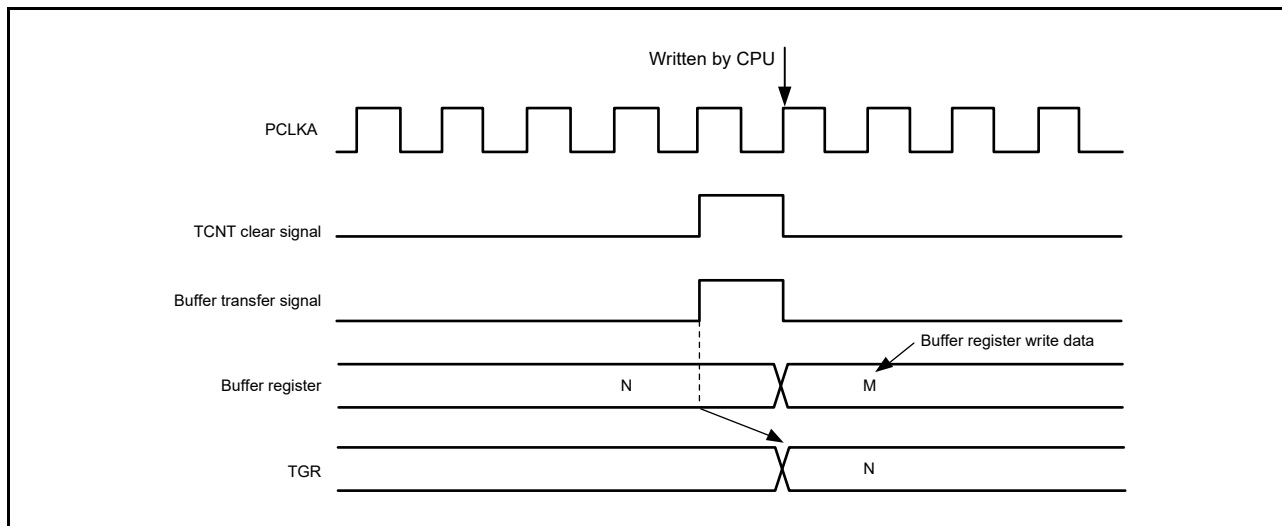 Written by CPU
PCLKA
TCNT clear signal
Buffer transfer signal
Buffer register write data
Buffer register
N
M
TGR
N